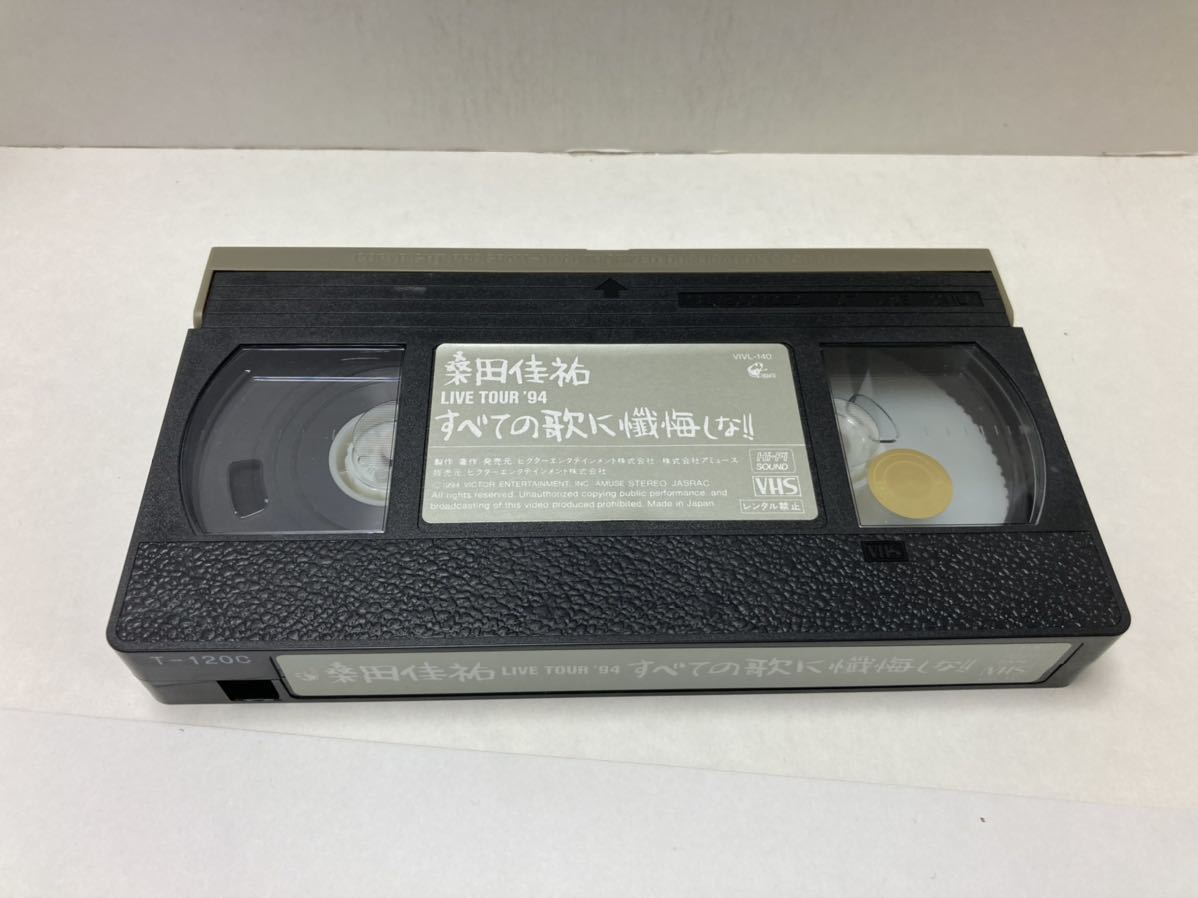 VIVL-140
桑田佳祐
LIVE TOUR '94
すべての歌に懺悔しな!!
製作 著作 発売元 ビクターエンタテインメント株式会社 株式会社アミューズ
販売元 ビクターエンタテインメント株式会社
Ⓒ1994 VICTOR ENTERTAINMENT, INC. AMUSE STEREO JASRAC
All rights reserved. Unauthorized copying public performance and
broadcasting of this video produced prohibited. Made in Japan
Hi-Fi
SOUND
VHS
レンタル禁止
T-120C
桑田佳祐 LIVE TOUR '94 すべての歌に懺悔しな!!